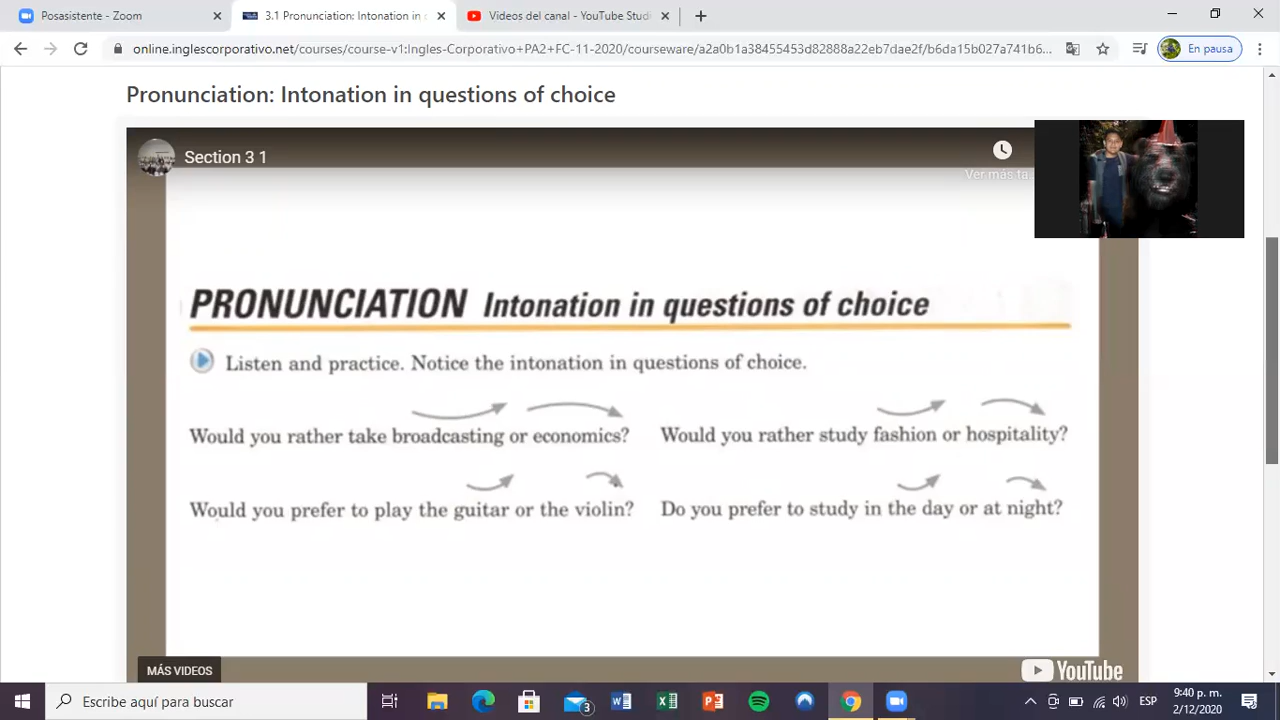 Posasistente - Zoom
3.1 Pronunciation: Intonation in
Videos del canal - YouTube Studi
online.inglescorporativo.net/courses/course-v1:Ingles-Corporativo+PA2+FC-11-2020/courseware/a2a0b1a38455453d82888a22eb7dae2f/b6da15b027a741b6...
En pausa
Pronunciation: Intonation in questions of choice
Section 3 1
Ver más ta
PRONUNCIATION Intonation in questions of choice
Listen and practice. Notice the intonation in questions of choice.
Would you rather take broadcasting or economics? Would you rather study fashion or hospitality?
Would you prefer to play the guitar or the violin? Do you prefer to study in the day or at night?
MÁS VIDEOS
YouTube
Escribe aquí para buscar
3
ESP
9:40 p. m.
2/12/2020